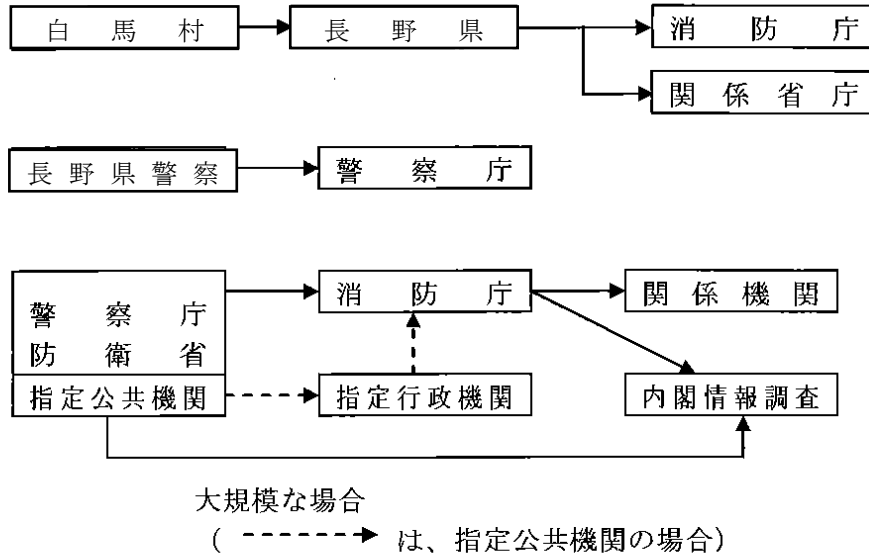 白馬村
長野県
消防庁
関係省庁
長野県警察
警察庁
警察庁
防衛省
指定公共機関
消防庁
関係機関
指定行政機関
内閣情報調査
大規模な場合
( は、指定公共機関の場合)